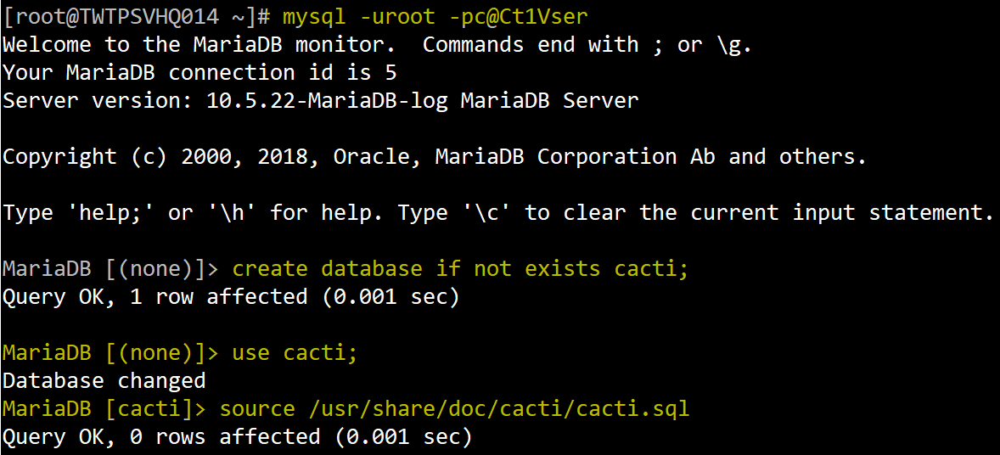 [root@TWTPSVHQ014 ~]# mysql -uroot -pc@Ct1Vser
Welcome to the MariaDB monitor.  Commands end with ; or \g.
Your MariaDB connection id is 5
Server version: 10.5.22-MariaDB-log MariaDB Server
Copyright (c) 2000, 2018, Oracle, MariaDB Corporation Ab and others.
Type 'help;' or '\h' for help. Type '\c' to clear the current input statement.
MariaDB [(none)]> create database if not exists cacti;
Query OK, 1 row affected (0.001 sec)
MariaDB [(none)]> use cacti;
Database changed
MariaDB [cacti]> source /usr/share/doc/cacti/cacti.sql
Query OK, 0 rows affected (0.001 sec)